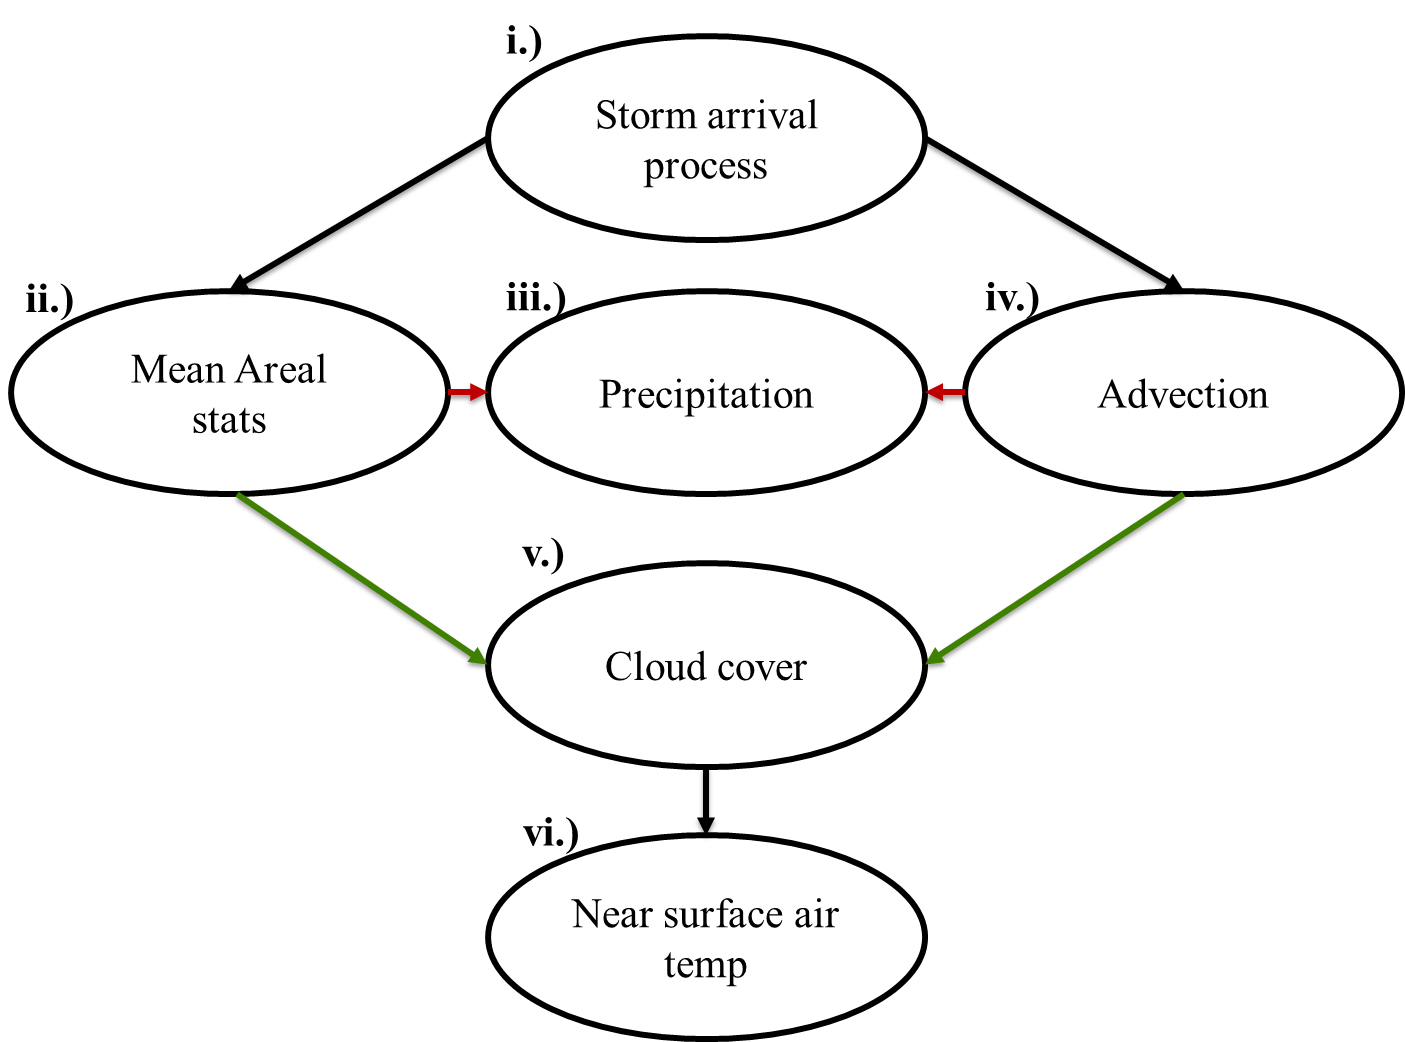 i.)
Storm arrival
process
ii.)
Mean Areal
stats
iii.)
Precipitation
iv.)
Advection
v.)
Cloud cover
vi.)
Near surface air
temp